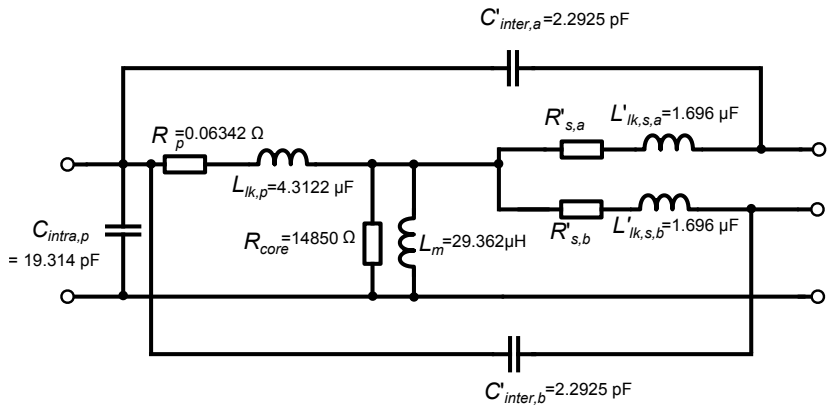 C'inter,a=2.2925 pF
Rp=0.06342 Ω
R's,a
L'lk,s,a=1.696 µF
Llk,p=4.3122 µF
Cintra,p
= 19.314 pF
Rcore=14850 Ω
Lm=29.362µH
R's,b
L'lk,s,b=1.696 µF
C'inter,b=2.2925 pF